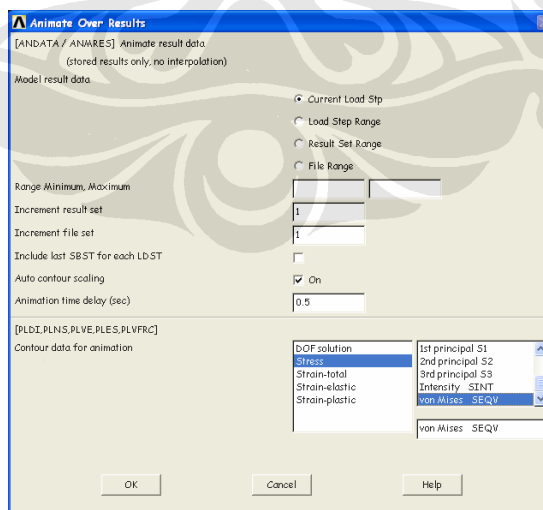 Animate Over Results
[ANDATA / ANMRES] Animate result data
(stored results only, no interpolation)
Model result data
Current Load Stp
Load Step Range
Result Set Range
File Range
Range Minimum, Maximum
Increment result set 1
Increment file set 1
Include last SBST for each LDST
Auto contour scaling On
Animation time delay (sec) 0.5
[PLDI,PLNS,PLVE,PLES,PLVFRC]
Contour data for animation
DOF solution
Stress
Strain-total
Strain-elastic
Strain-plastic
1st principal S1
2nd principal S2
3rd principal S3
Intensity SINT
von Mises SEQV
von Mises SEQV
OK Cancel Help